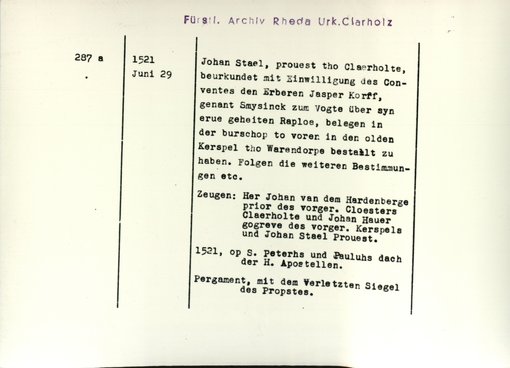 Fürstl. Archiv Rheda Urk. Clarholz
287 a
1521
Juni 29
Johan Stael, prouest tho Claerholte,
beurkundet mit Einwilligung des Con-
ventes den Erberen Jasper Korff,
genant Smysinck zum Vogte über syn
erue geheiten Raploe, belegen in
der burschop to voren in den olden
Kerspel tho Warendorpe bestallt zu
haben. Folgen die weiteren Bestimmun-
gen etc.
Zeugen: Her Johan van dem Hardenberge
prior des vorger. Cloesters
Claerholte und Johan Hauer
gogreve des vorger. Kerspels
und Johan Stael Prouest.
1521, op S. Peterhs und Pauluhs dach
der H. Apostellen.
Pergament, mit dem Verletzten Siegel
des Propstes.